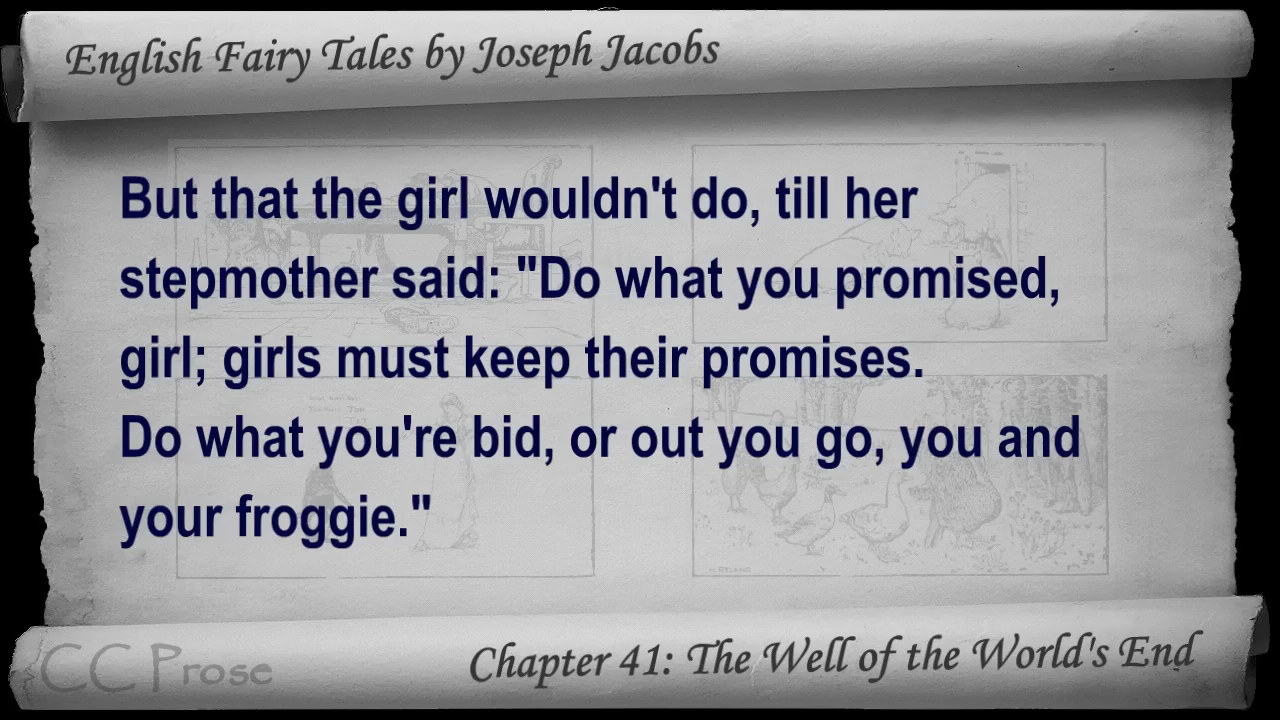 English Fairy Tales by Joseph Jacobs
But that the girl wouldn't do, till her
stepmother said: "Do what you promised,
girl; girls must keep their promises.
Do what you're bid, or out you go, you and
your froggie."
CC Prose
Chapter 41: The Well of the World's End